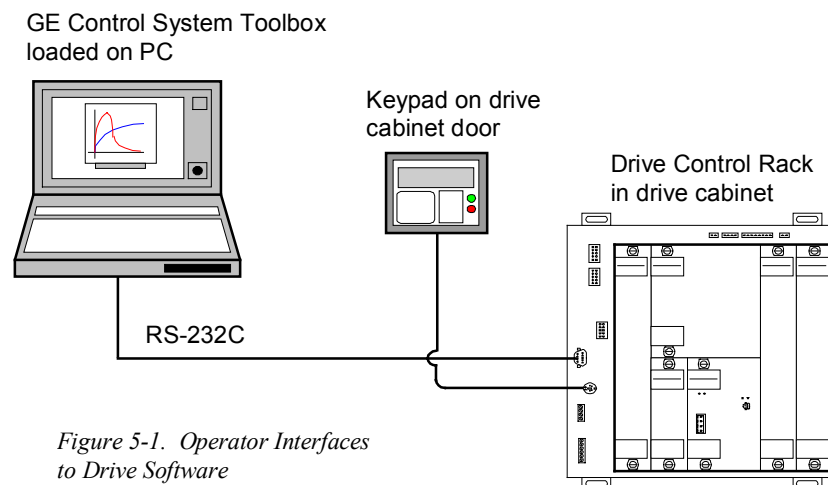 GE Control System Toolbox
loaded on PC
Keypad on drive
cabinet door
Drive Control Rack
in drive cabinet
RS-232C
Figure 5-1. Operator Interfaces
to Drive Software